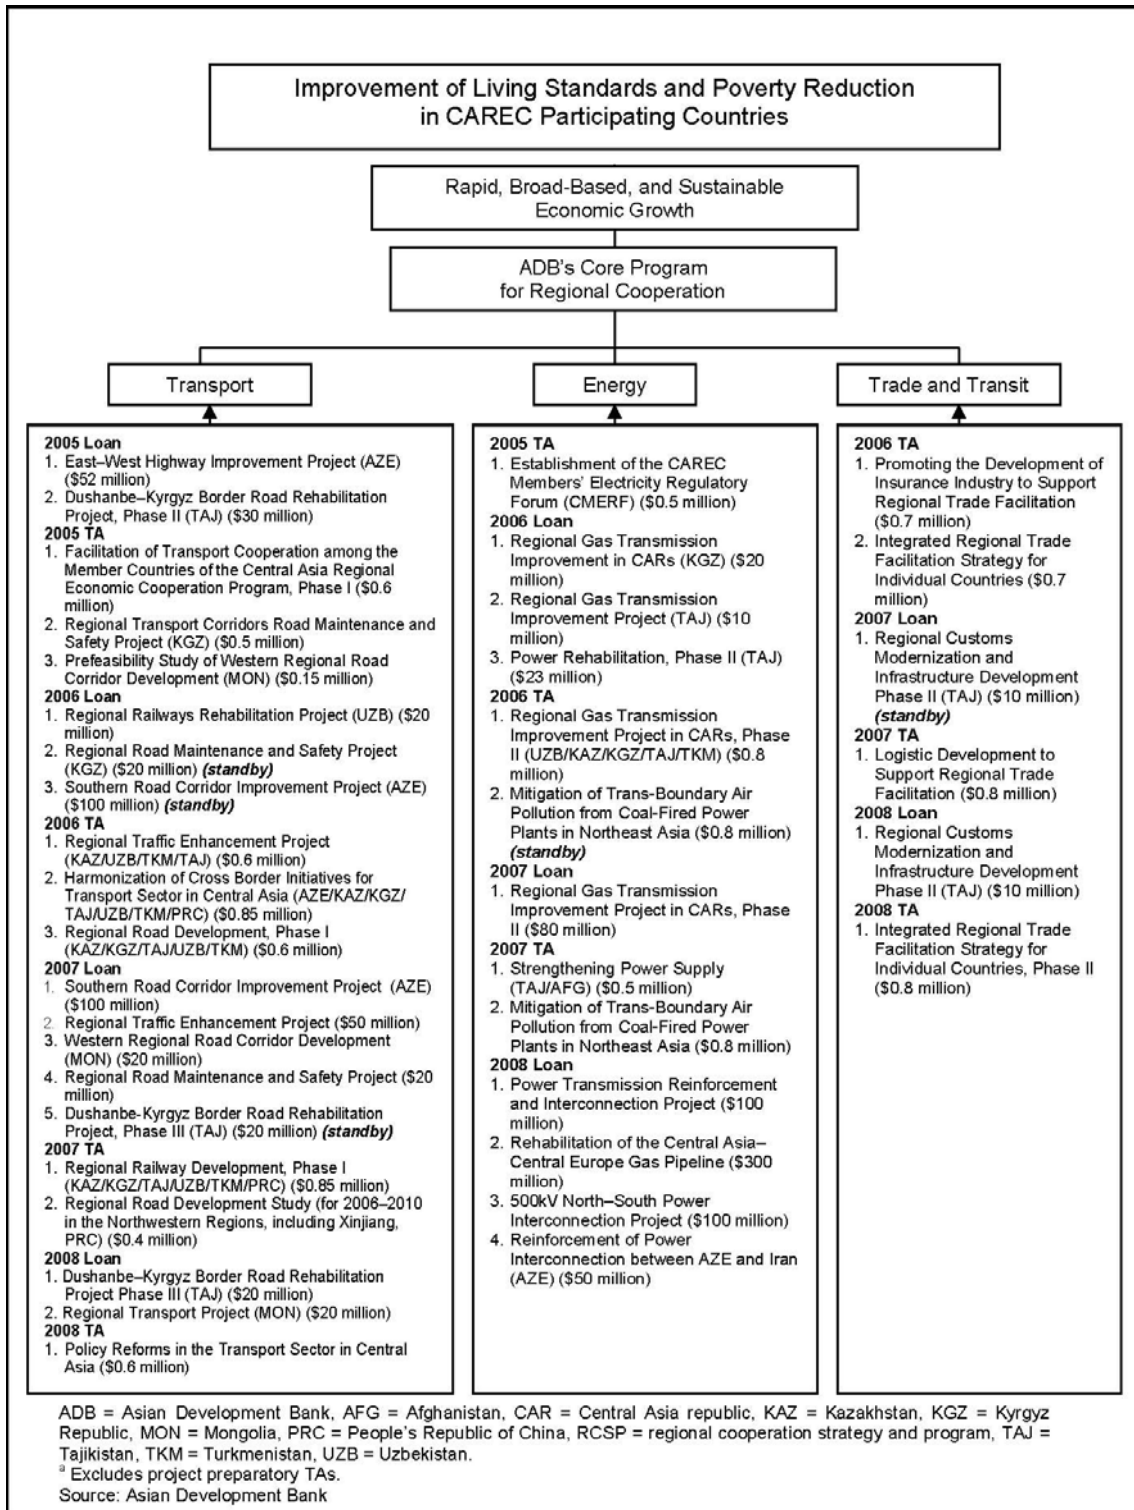 Improvement of Living Standards and Poverty Reduction
in CAREC Participating Countries
Rapid, Broad-Based, and Sustainable
Economic Growth
ADB's Core Program
for Regional Cooperation
Transport
Energy
Trade and Transit
2005 Loan
1. East–West Highway Improvement Project (AZE)
($52 million)
2. Dushanbe–Kyrgyz Border Road Rehabilitation
Project, Phase II (TAJ) ($30 million)
2005 TA
1. Facilitation of Transport Cooperation among the
Member Countries of the Central Asia Regional
Economic Cooperation Program, Phase I ($0.6
million)
2. Regional Transport Corridors Road Maintenance and
Safety Project (KGZ) ($0.5 million)
3. Prefeasibility Study of Western Regional Road
Corridor Development (MON) ($0.15 million)
2006 Loan
1. Regional Railways Rehabilitation Project (UZB) ($20
million)
2. Regional Road Maintenance and Safety Project
(KGZ) ($20 million) (standby)
3. Southern Road Corridor Improvement Project (AZE)
($100 million) (standby)
2006 TA
1. Regional Traffic Enhancement Project
(KAZ/UZB/TKM/TAJ) ($0.6 million)
2. Harmonization of Cross Border Initiatives for
Transport Sector in Central Asia (AZE/KAZ/KGZ/
TAJ/UZB/TKM/PRC) ($0.85 million)
3. Regional Road Development, Phase I
(KAZ/KGZ/TAJ/UZB/TKM) ($0.6 million)
2007 Loan
1. Southern Road Corridor Improvement Project (AZE)
($100 million)
2. Regional Traffic Enhancement Project ($50 million)
3. Western Regional Road Corridor Development
(MON) ($20 million)
4. Regional Road Maintenance and Safety Project ($20
million)
5. Dushanbe-Kyrgyz Border Road Rehabilitation
Project, Phase III (TAJ) ($20 million) (standby)
2007 TA
1. Regional Railway Development, Phase I
(KAZ/KGZ/TAJ/UZB/TKM/PRC) ($0.85 million)
2. Regional Road Development Study (for 2006–2010
in the Northwestern Regions, including Xinjiang,
PRC) ($0.4 million)
2008 Loan
1. Dushanbe–Kyrgyz Border Road Rehabilitation
Project Phase III (TAJ) ($20 million)
2. Regional Transport Project (MON) ($20 million)
2008 TA
1. Policy Reforms in the Transport Sector in Central
Asia ($0.6 million)
2005 TA
1. Establishment of the CAREC
Members' Electricity Regulatory
Forum (CMERF) ($0.5 million)
2006 Loan
1. Regional Gas Transmission
Improvement in CARs (KGZ) ($20
million)
2. Regional Gas Transmission
Improvement Project (TAJ) ($10
million)
3. Power Rehabilitation, Phase II (TAJ)
($23 million)
2006 TA
1. Regional Gas Transmission
Improvement Project in CARs, Phase
II (UZB/KAZ/KGZ/TAJ/TKM) ($0.8
million)
2. Mitigation of Trans-Boundary Air
Pollution from Coal-Fired Power
Plants in Northeast Asia ($0.8 million)
(standby)
2007 Loan
1. Regional Gas Transmission
Improvement Project in CARs, Phase
II ($80 million)
2007 TA
1. Strengthening Power Supply
(TAJ/AFG) ($0.5 million)
2. Mitigation of Trans-Boundary Air
Pollution from Coal-Fired Power
Plants in Northeast Asia ($0.8 million)
2008 Loan
1. Power Transmission Reinforcement
and Interconnection Project ($100
million)
2. Rehabilitation of the Central Asia–
Central Europe Gas Pipeline ($300
million)
3. 500kV North–South Power
Interconnection Project ($100 million)
4. Reinforcement of Power
Interconnection between AZE and Iran
(AZE) ($50 million)
2006 TA
1. Promoting the Development of
Insurance Industry to Support
Regional Trade Facilitation
($0.7 million)
2. Integrated Regional Trade
Facilitation Strategy for
Individual Countries ($0.7
million)
2007 Loan
1. Regional Customs
Modernization and
Infrastructure Development
Phase II (TAJ) ($10 million)
(standby)
2007 TA
1. Logistic Development to
Support Regional Trade
Facilitation ($0.8 million)
2008 Loan
1. Regional Customs
Modernization and
Infrastructure Development
Phase II (TAJ) ($10 million)
2008 TA
1. Integrated Regional Trade
Facilitation Strategy for
Individual Countries, Phase II
($0.8 million)
ADB = Asian Development Bank, AFG = Afghanistan, CAR = Central Asia republic, KAZ = Kazakhstan, KGZ = Kyrgyz
Republic, MON = Mongolia, PRC = People's Republic of China, RCSP = regional cooperation strategy and program, TAJ =
Tajikistan, TKM = Turkmenistan, UZB = Uzbekistan.
a Excludes project preparatory TAs.
Source: Asian Development Bank